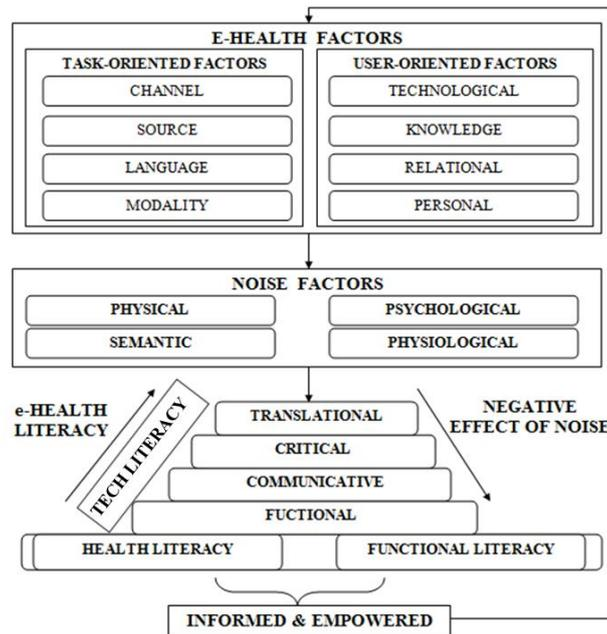 E-HEALTH FACTORS
TASK-ORIENTED FACTORS
CHANNEL
SOURCE
LANGUAGE
MODALITY
USER-ORIENTED FACTORS
TECHNOLOGICAL
KNOWLEDGE
RELATIONAL
PERSONAL
NOISE FACTORS
PHYSICAL
PSYCHOLOGICAL
SEMANTIC
PHYSIOLOGICAL
e-HEALTH
LITERACY
TECH LITERACY
TRANSLATIONAL
CRITICAL
COMMUNICATIVE
FUCTIONAL
NEGATIVE
EFFECT OF NOISE
HEALTH LITERACY
FUNCTIONAL LITERACY
INFORMED & EMPOWERED